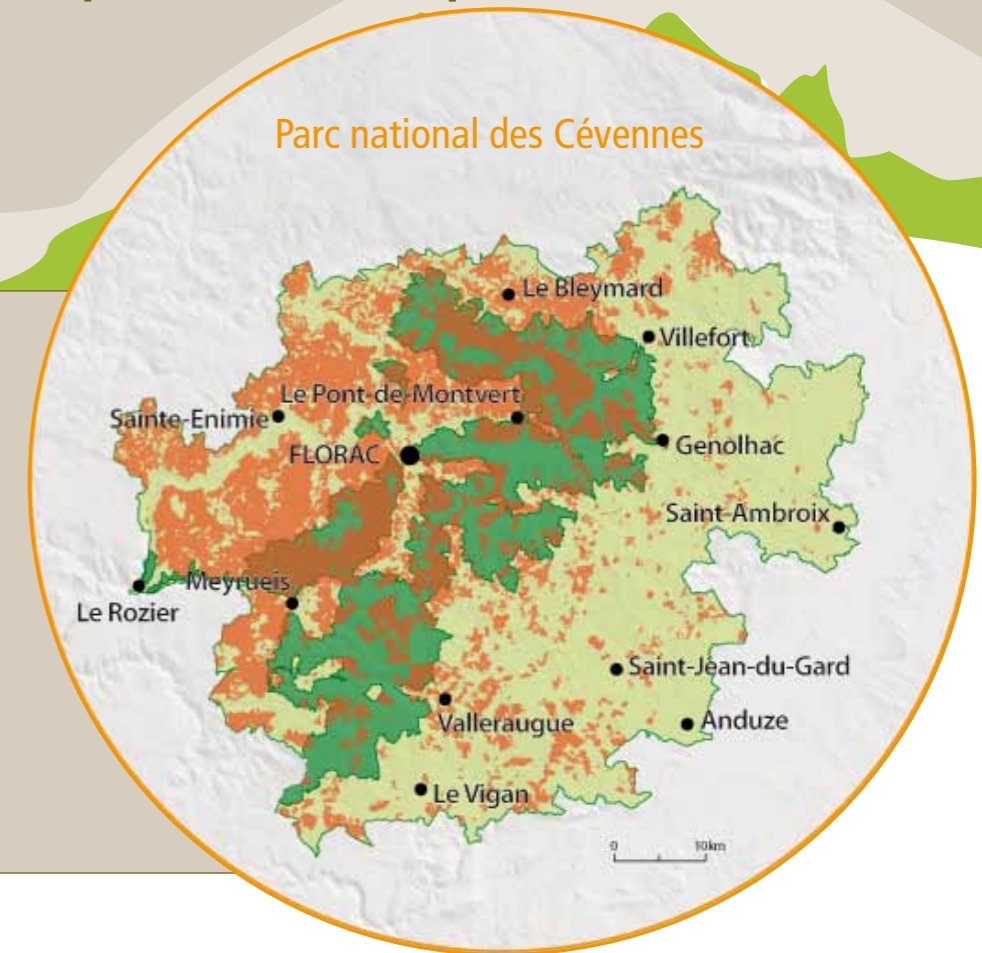 Parc national des Cévennes
Le Bleymard
Villefort
Le Pont-de-Montvert
Sainte-Enimie
FLORAC
Genolhac
Saint-Ambroix
Meyrueis
Le Rozier
Saint-Jean-du-Gard
Valleraugue
Anduze
Le Vigan
0 10km